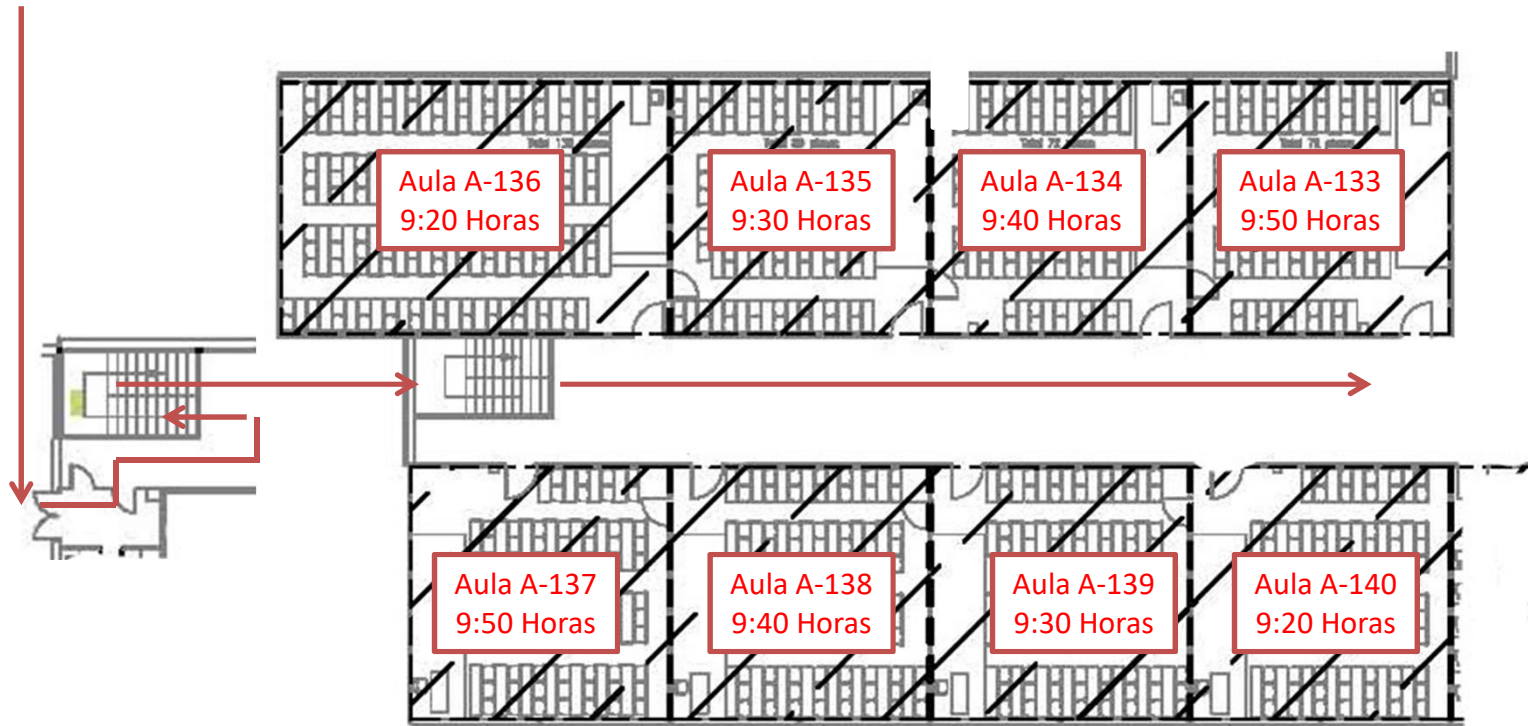 Aula A-136
9:20 Horas
Aula A-135
9:30 Horas
Aula A-134
9:40 Horas
Aula A-133
9:50 Horas
Aula A-137
9:50 Horas
Aula A-138
9:40 Horas
Aula A-139
9:30 Horas
Aula A-140
9:20 Horas